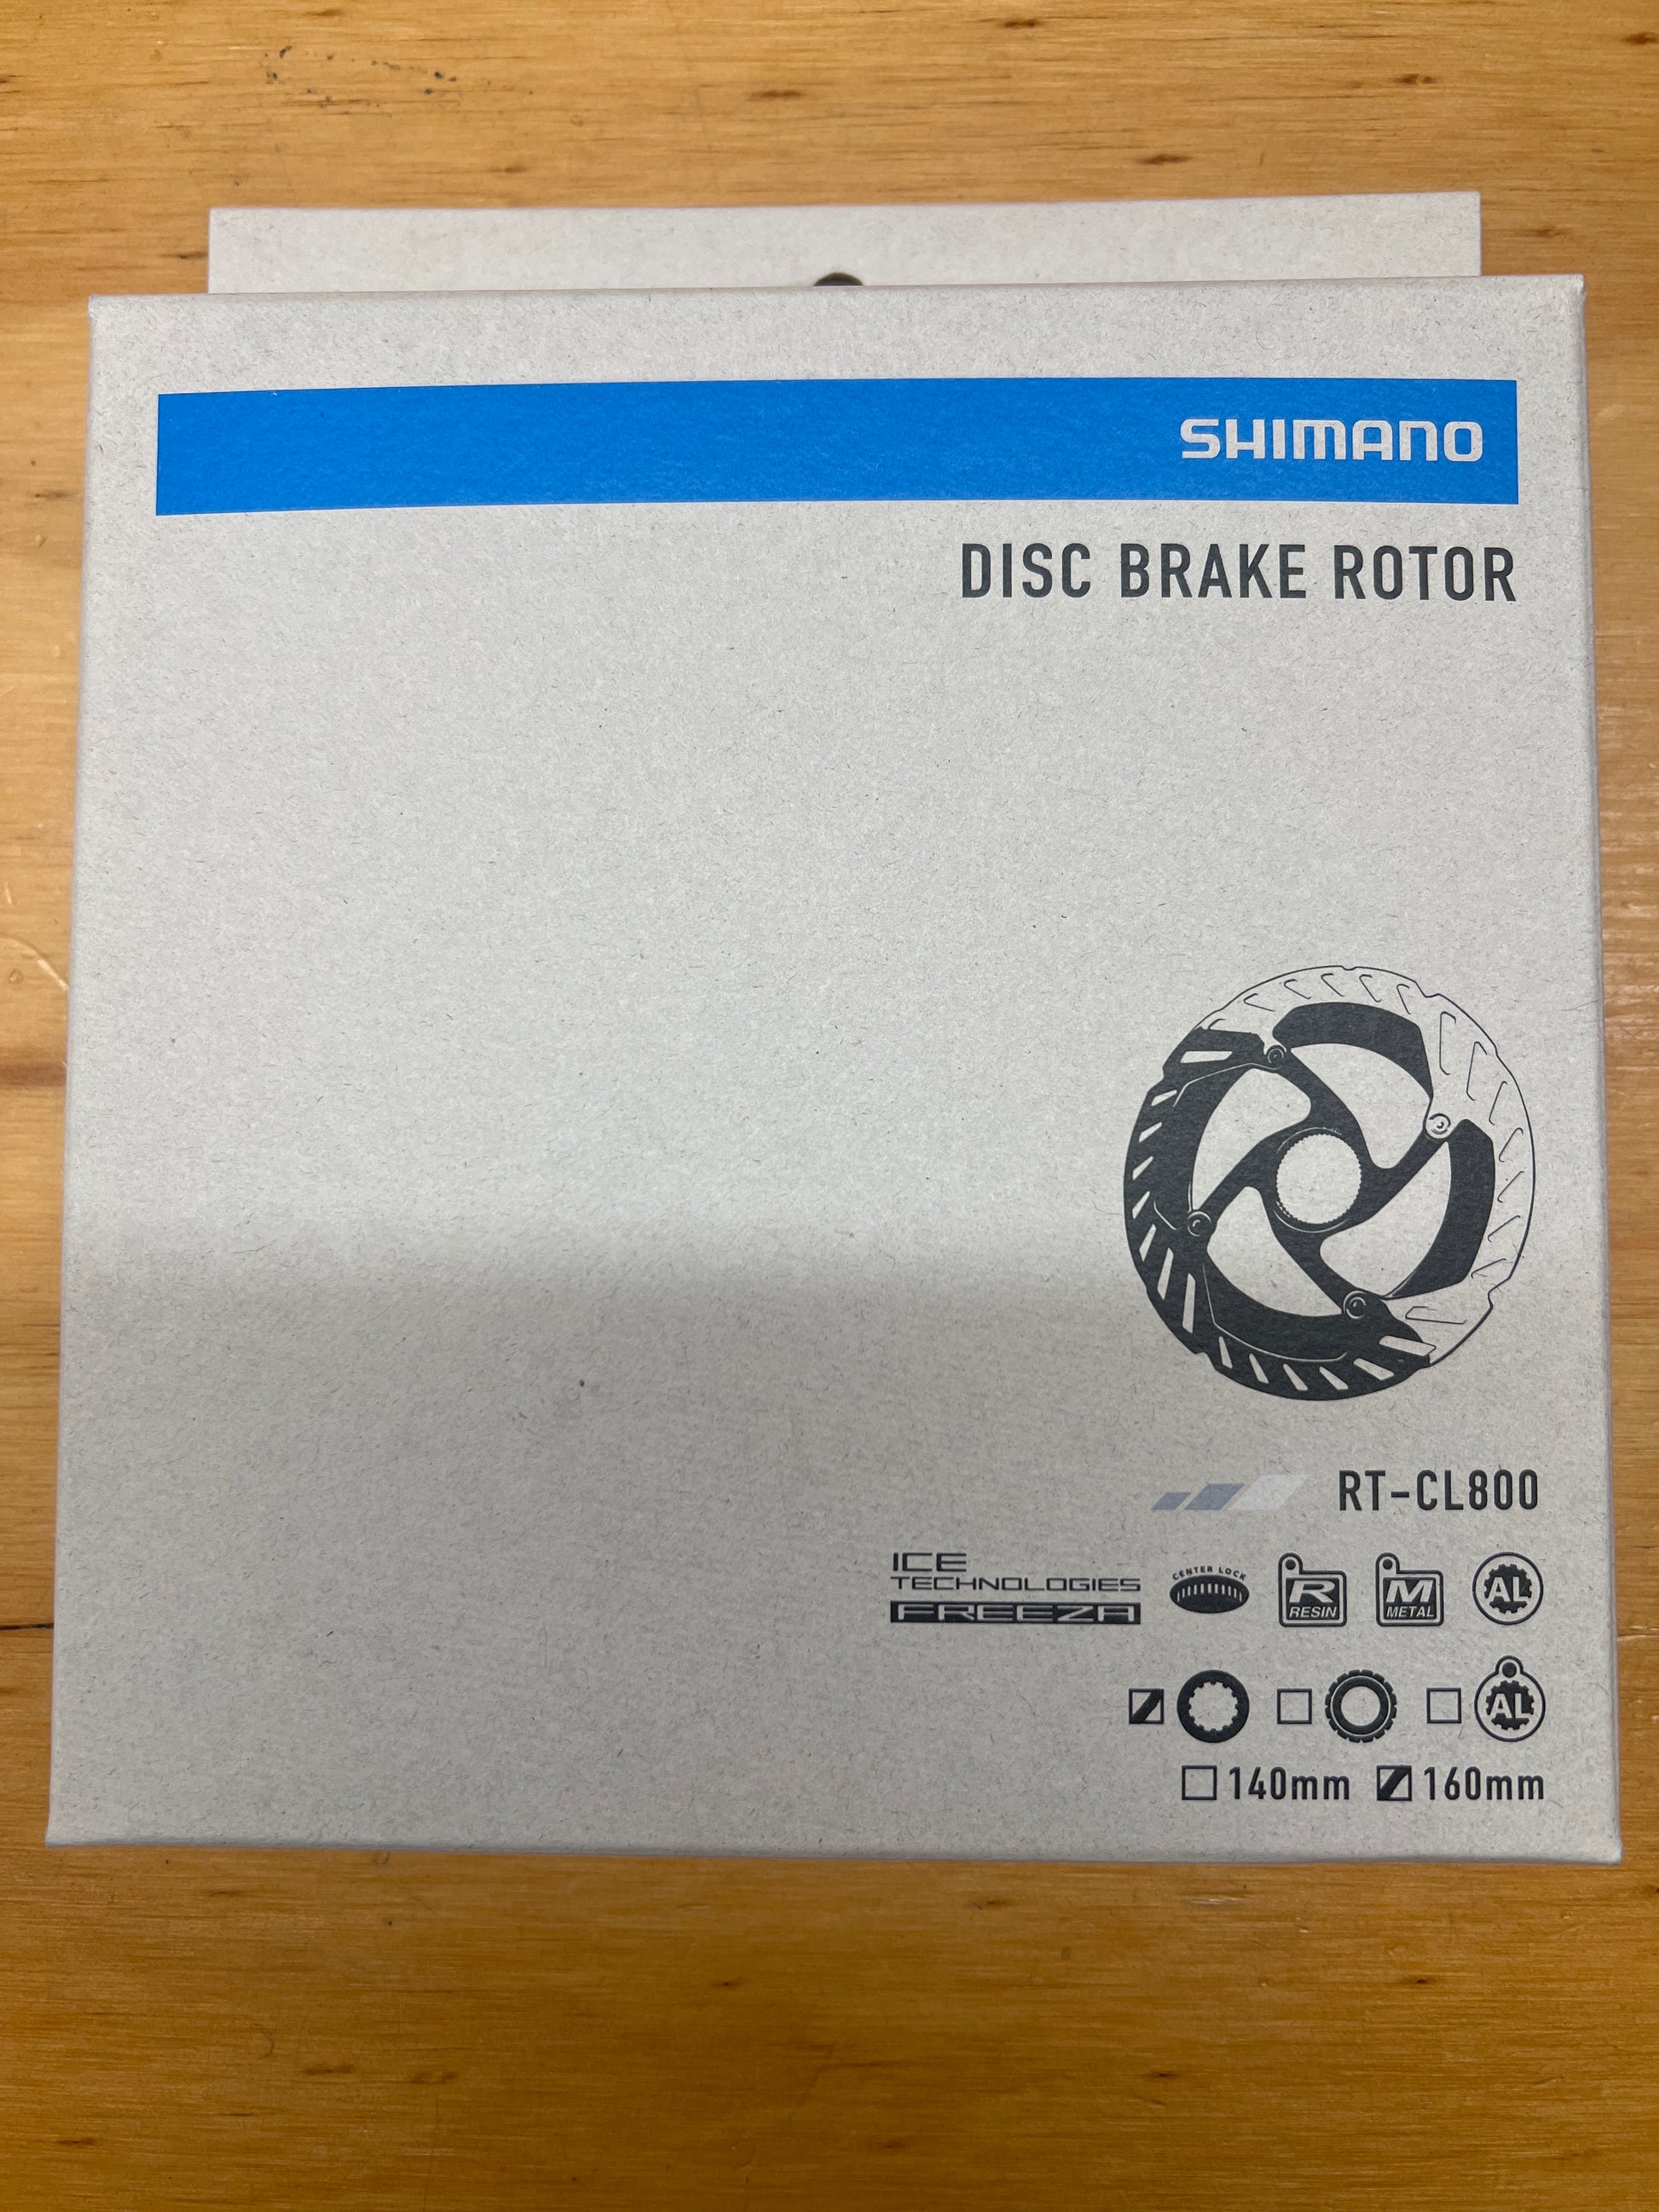 SHIMANO
DISC BRAKE ROTOR
RT-CL800
ICE
TECHNOLOGIES
FREEZA
CENTER LOCK
R
RESIN
M
METAL
AL
AL
140mm 160mm